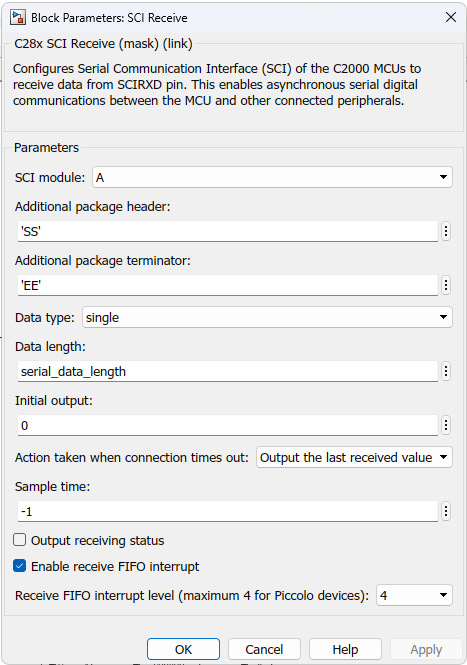 Block Parameters: SCI Receive
C28x SCI Receive (mask) (link)
Configures Serial Communication Interface (SCI) of the C2000 MCUs to
receive data from SCIRXD pin. This enables asynchronous serial digital
communications between the MCU and other connected peripherals.
Parameters
SCI module: A
Additional package header:
'SS'
Additional package terminator:
'EE'
Data type: single
Data length:
serial_data_length
Initial output:
0
Action taken when connection times out: Output the last received value
Sample time:
-1
Output receiving status
Enable receive FIFO interrupt
Receive FIFO interrupt level (maximum 4 for Piccolo devices): 4
OK Cancel Help Apply